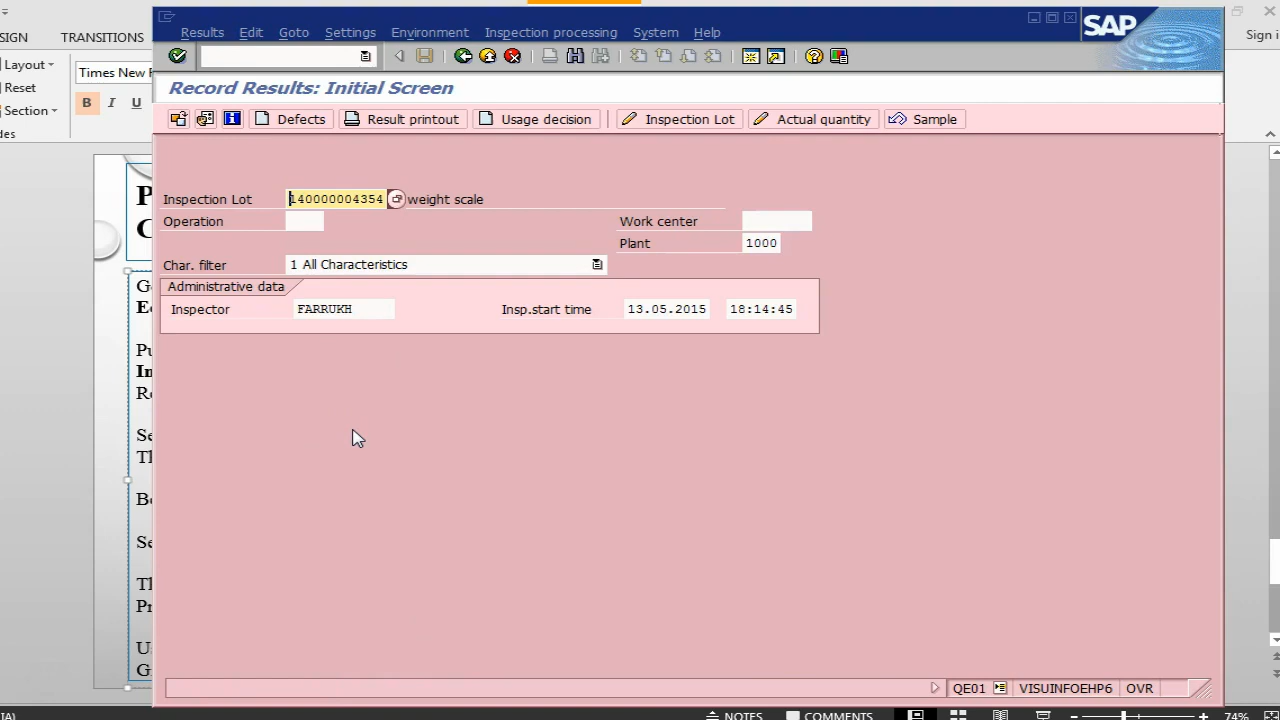 SIGN TRANSITIONS Sign i
Results Edit Goto Settings Environment Inspection processing System Help
SAP
Layout Times New
Record Results: Initial Screen
Reset
B I U
Section
Defects Result printout Usage decision Inspection Lot Actual quantity Sample
des
Inspection Lot 140000004354 weight scale
Operation Work center
Plant 1000
Char. filter 1 All Characteristics
Administrative data
Inspector FARRUKH Insp.start time 13.05.2015 18:14:45
QE01 VISUINFOEHP6 OVR
NOTES COMMENTS 74%